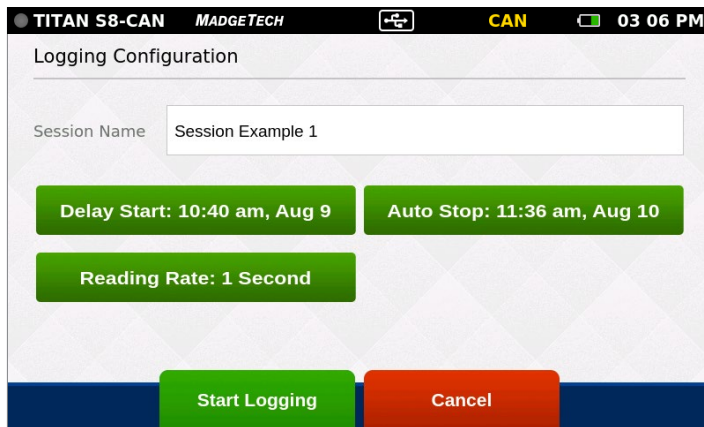 TITAN S8-CAN MADGETECH CAN 03 06 PM
Logging Configuration
Session Name Session Example 1
Delay Start: 10:40 am, Aug 9 Auto Stop: 11:36 am, Aug 10
Reading Rate: 1 Second
Start Logging Cancel